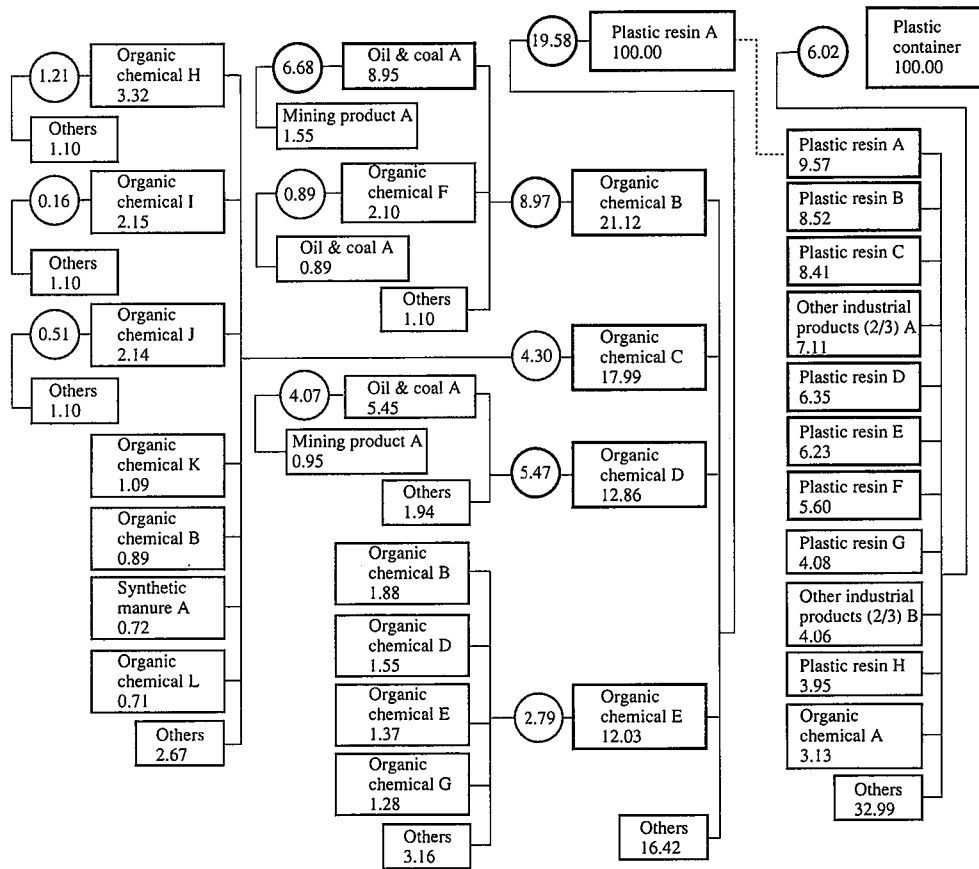 1.21
Organic
chemical H
3.32
Others
1.10
0.16
Organic
chemical I
2.15
Others
1.10
0.51
Organic
chemical J
2.14
Others
1.10
Organic
chemical K
1.09
Organic
chemical B
0.89
Synthetic
manure A
0.72
Organic
chemical L
0.71
Others
2.67
6.68
Oil & coal A
8.95
Mining product A
1.55
0.89
Organic
chemical F
2.10
Oil & coal A
0.89
Others
1.10
4.07
Oil & coal A
5.45
Mining product A
0.95
Others
1.94
Organic
chemical B
1.88
Organic
chemical D
1.55
Organic
chemical E
1.37
Organic
chemical G
1.28
Others
3.16
19.58
Plastic resin A
100.00
8.97
Organic
chemical B
21.12
4.30
Organic
chemical C
17.99
5.47
Organic
chemical D
12.86
2.79
Organic
chemical E
12.03
Others
16.42
6.02
Plastic
container
100.00
Plastic resin A
9.57
Plastic resin B
8.52
Plastic resin C
8.41
Other industrial
products (2/3) A
7.11
Plastic resin D
6.35
Plastic resin E
6.23
Plastic resin F
5.60
Plastic resin G
4.08
Other industrial
products (2/3) B
4.06
Plastic resin H
3.95
Organic
chemical A
3.13
Others
32.99